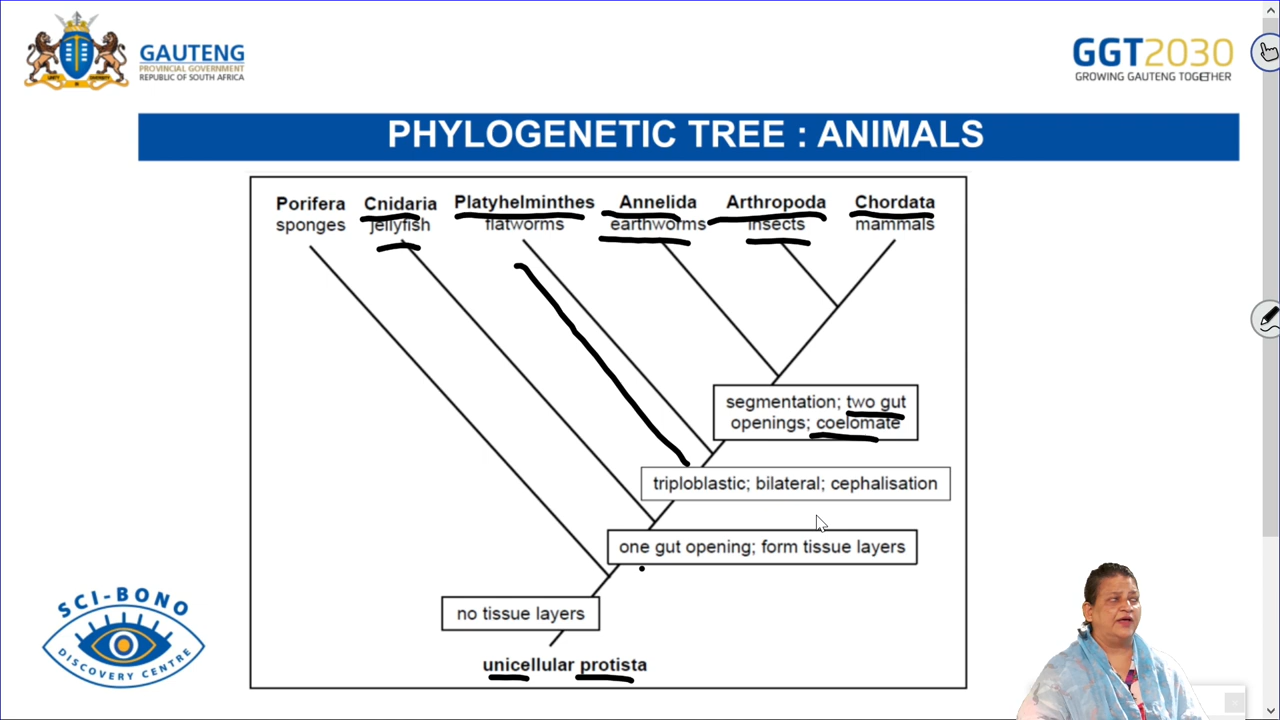 GAUTENG
PROVINCIAL GOVERNMENT
REPUBLIC OF SOUTH AFRICA
GGT2030
GROWING GAUTENG TOGETHER
PHYLOGENETIC TREE : ANIMALS
Porifera Cnidaria Platyhelminthes Annelida Arthropoda Chordata
sponges jellyfish flatworms earthworms insects mammals
segmentation; two gut
openings; coelomate
triploblastic; bilateral; cephalisation
one gut opening; form tissue layers
no tissue layers
unicellular protista
SCI-BONO
DISCOVERY CENTRE